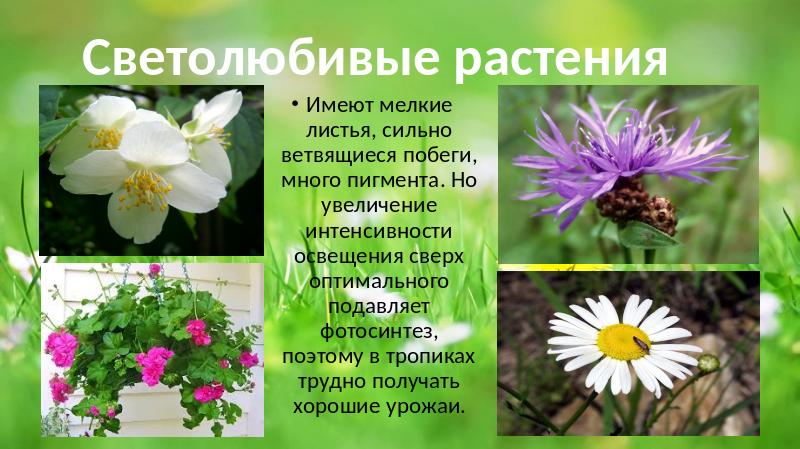 Светолюбивые растения
• Имеют мелкие
листья, сильно
ветвящиеся побеги,
много пигмента. Но
увеличение
интенсивности
освещения сверх
оптимального
подавляет
фотосинтез,
поэтому в тропиках
трудно получать
хорошие урожаи.